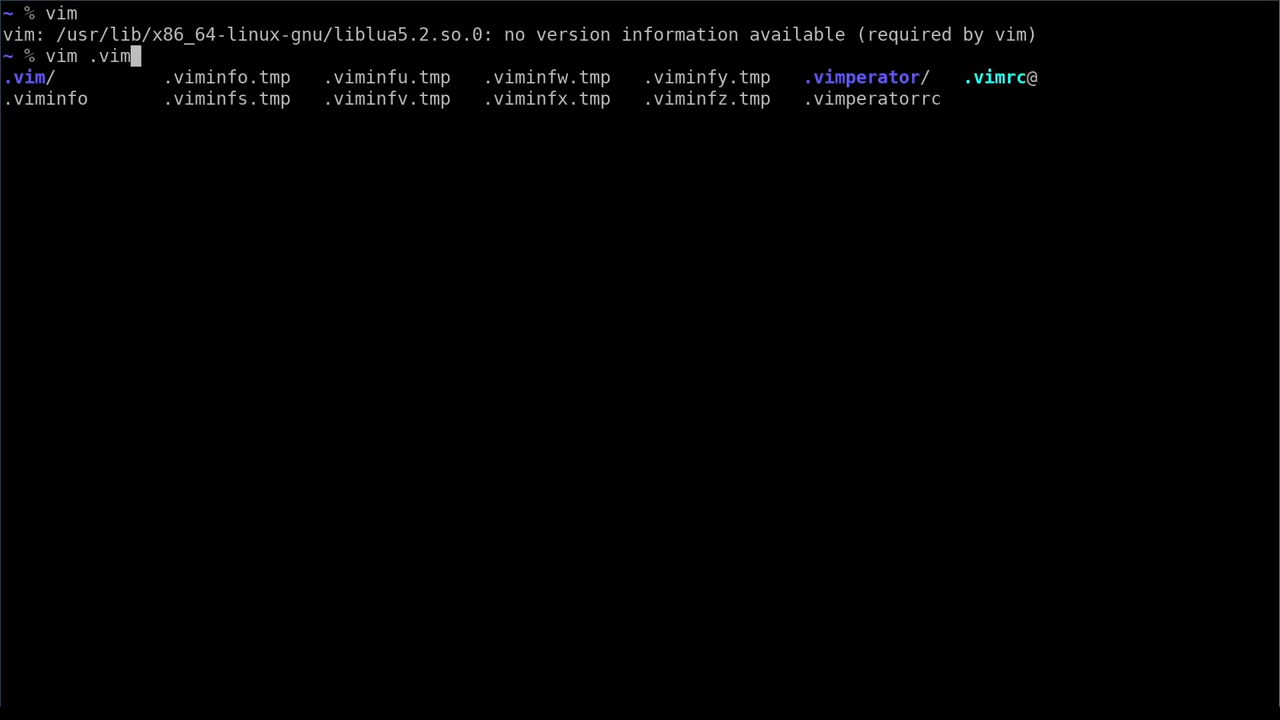 ~ % vim
vim: /usr/lib/x86_64-linux-gnu/liblua5.2.so.0: no version information available (required by vim)
~ % vim .vim
.vim/ .viminfo.tmp .viminfu.tmp .viminfw.tmp .viminfy.tmp .vimperator/ .vimrc@
.viminfo .viminfs.tmp .viminfv.tmp .viminfx.tmp .viminfz.tmp .vimperatorrc